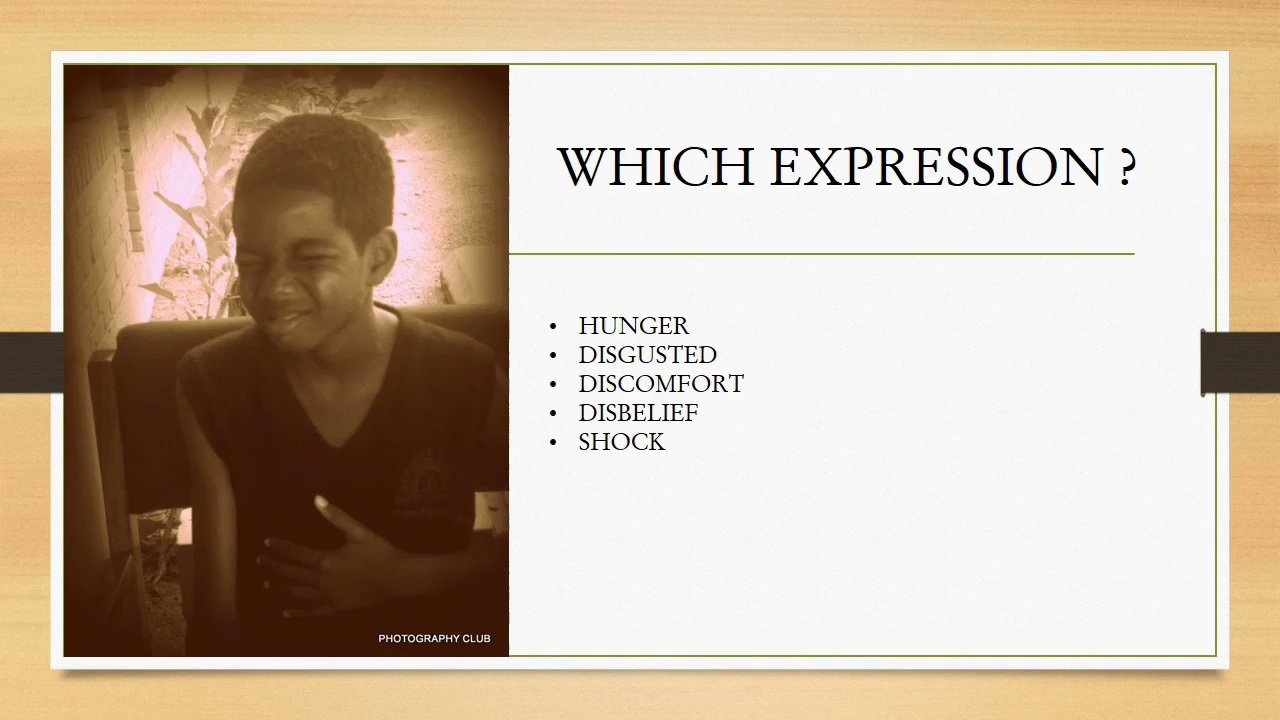 WHICH EXPRESSION ?
• HUNGER
• DISGUSTED
• DISCOMFORT
• DISBELIEF
• SHOCK
PHOTOGRAPHY CLUB